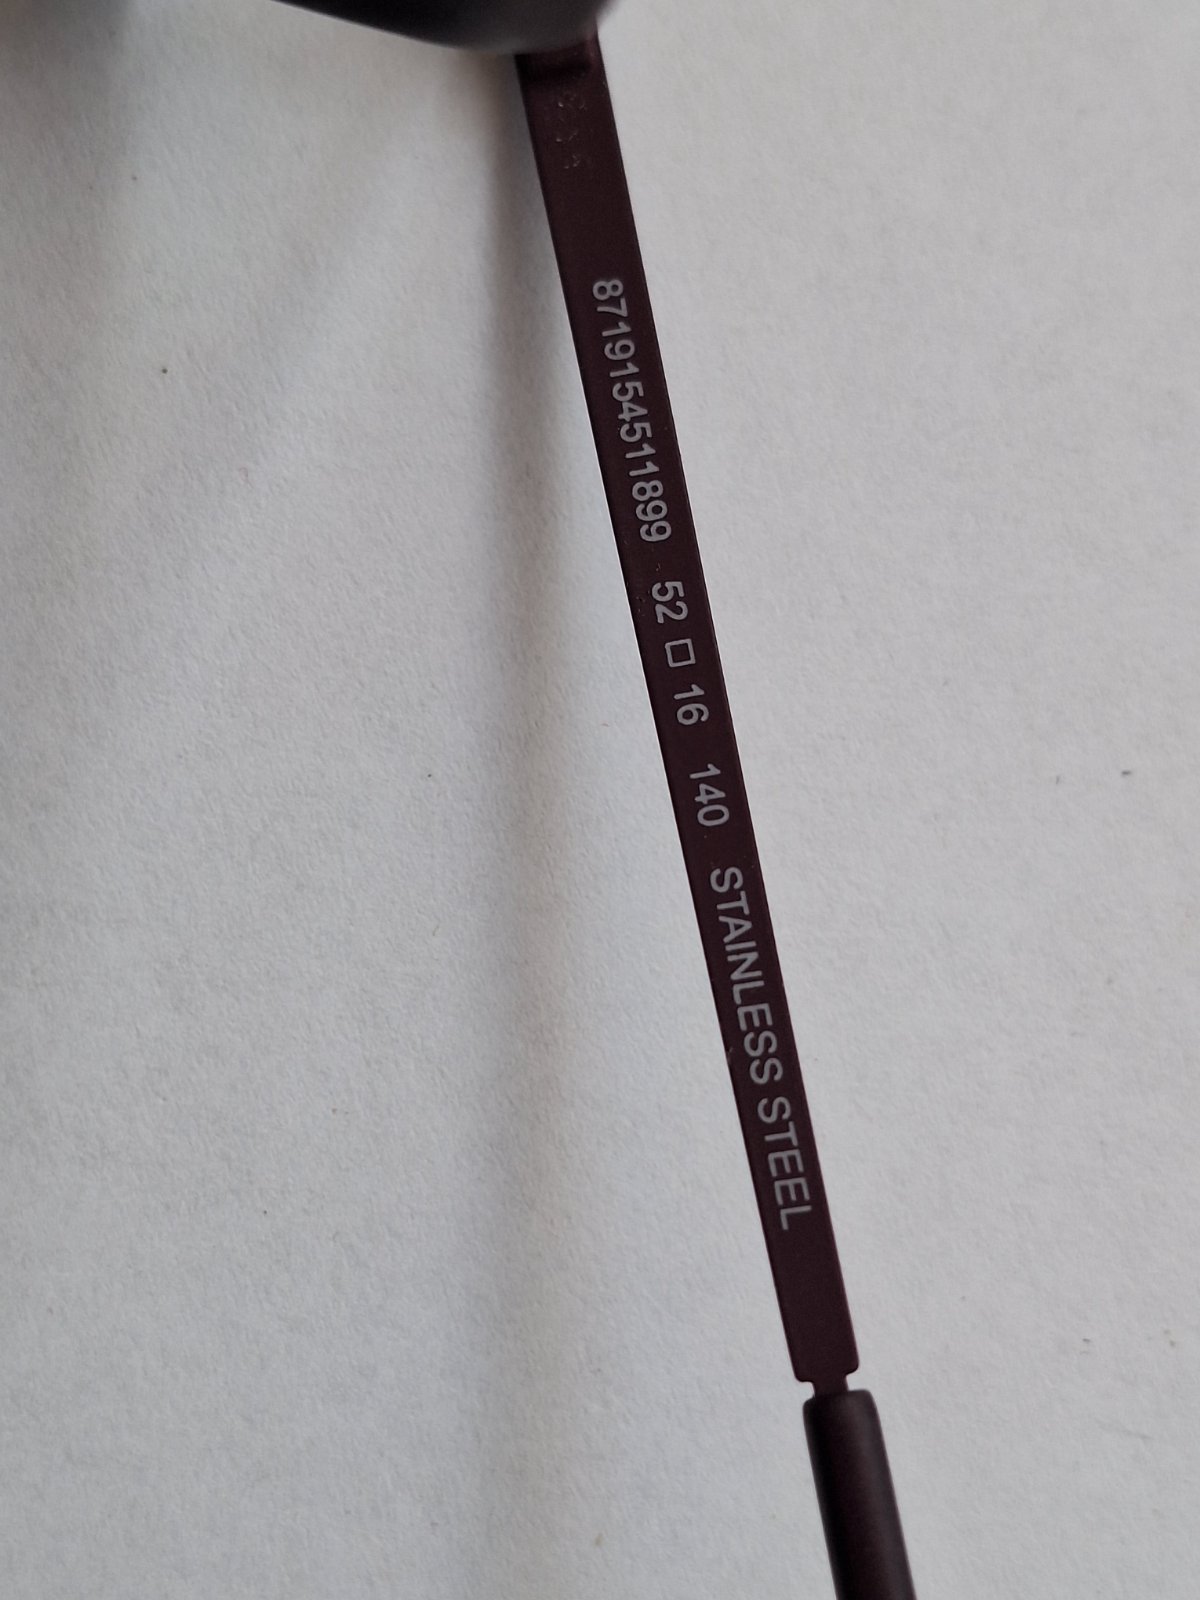 8719154511899 52 □ 16 140 STAINLESS STEEL